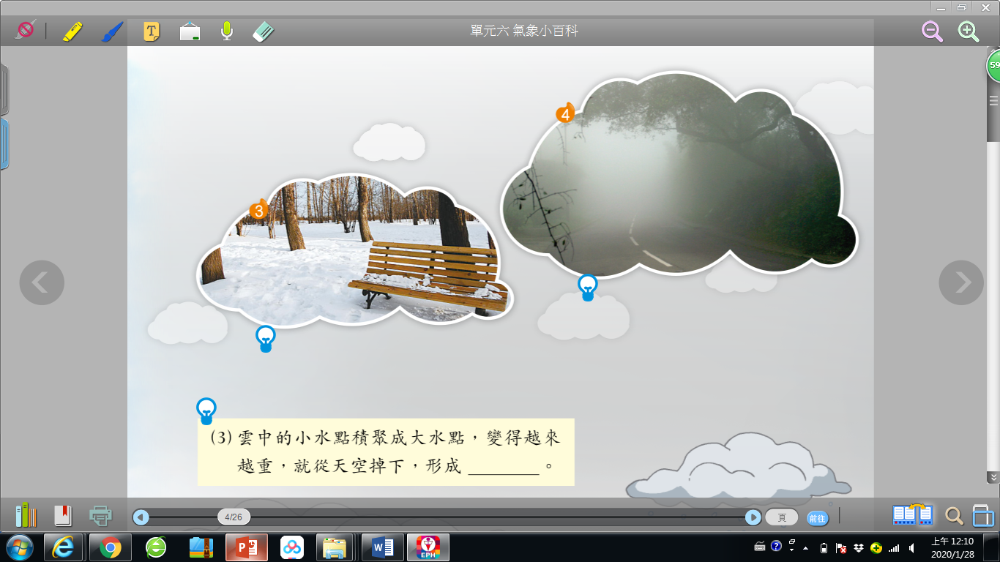 單元六 氣象小百科
59
4
3
(3) 雲中的小水點積聚成大水點，變得越來
越重，就從天空掉下，形成 ________ 。
4/26
頁
前往
上午 12:10
2020/1/28
EPH